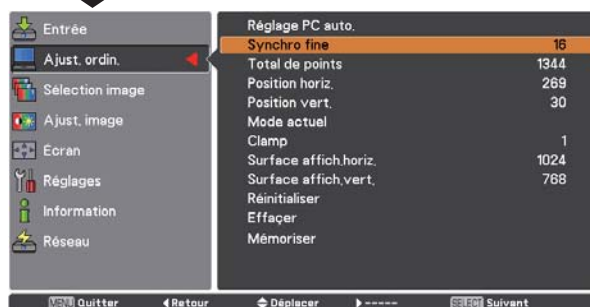 Entrée
Ajust. ordin.
Sélection image
Ajust. image
Écran
Réglages
Information
Réseau
Réglage PC auto.
Synchro fine 16
Total de points 1344
Position horiz. 269
Position vert. 30
Mode actuel
Clamp 1
Surface affich.horiz. 1024
Surface affich.vert. 768
Réinitialiser
Effaçer
Mémoriser
MENU Quitter Retour Déplacer ----- SELECT Suivant